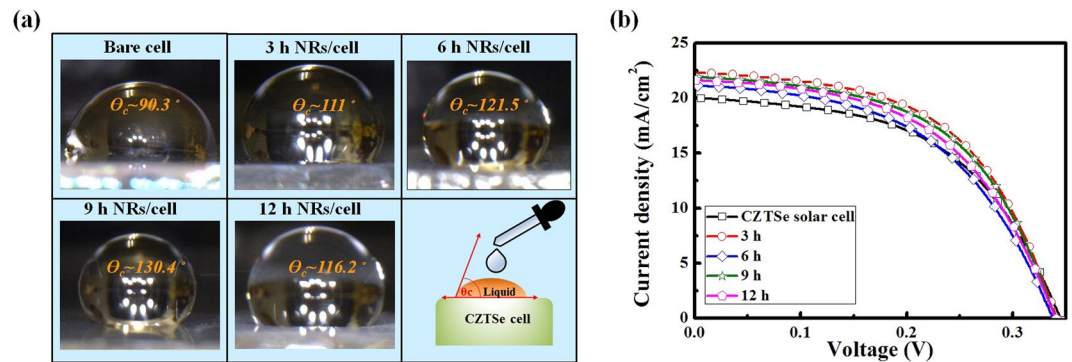 (a)
Bare cell
3 h NRs/cell
6 h NRs/cell
Θc~90.3°
Θc~111°
Θc~121.5°
9 h NRs/cell
12 h NRs/cell
Θc~130.4°
Θc~116.2°
θc
Liquid
CZTSe cell
(b)
Current density (mA/cm²)
25
20
15
10
5
0
CZTSe solar cell
3 h
6 h
9 h
12 h
0.0
0.1
0.2
0.3
Voltage (V)